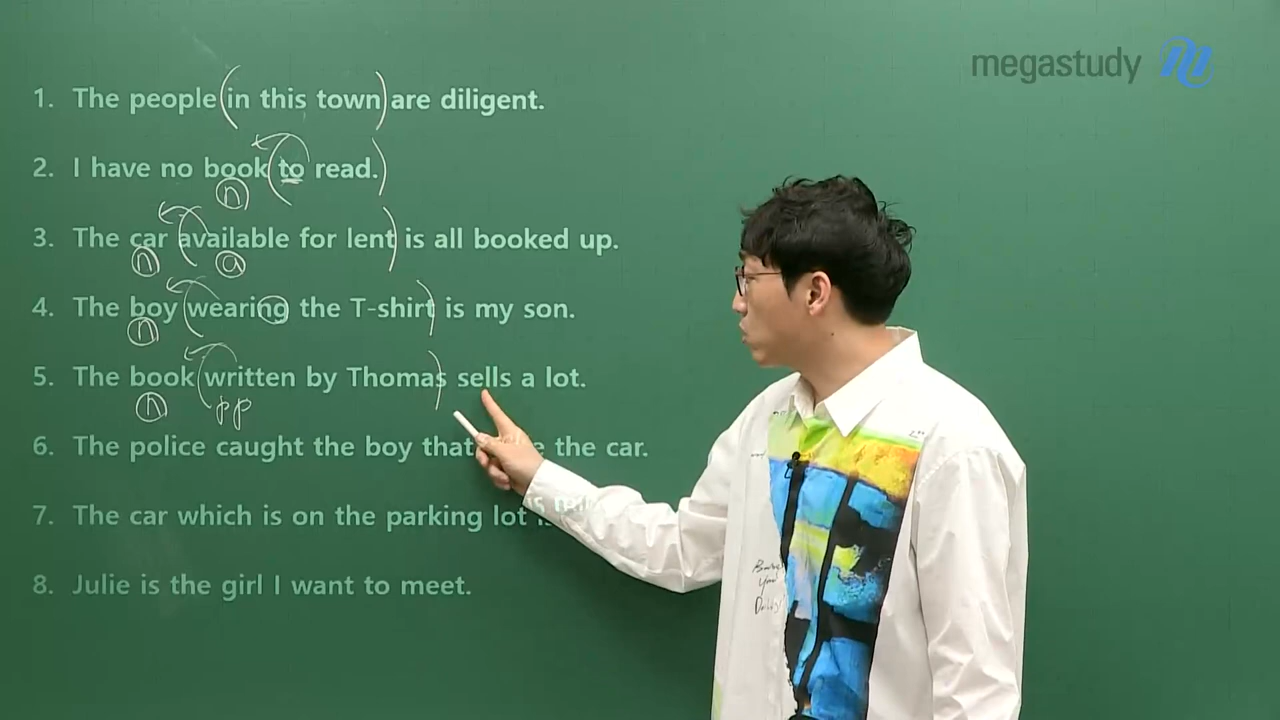 megastudy
1. The people (in this town) are diligent.
2. I have no book (to read.)
n
3. The car (available for lent) is all booked up.
n a
4. The boy (wearing the T-shirt) is my son.
n
5. The book (written by Thomas) sells a lot.
n pp
6. The police caught the boy that the car.
7. The car which is on the parking lot is
8. Julie is the girl I want to meet.